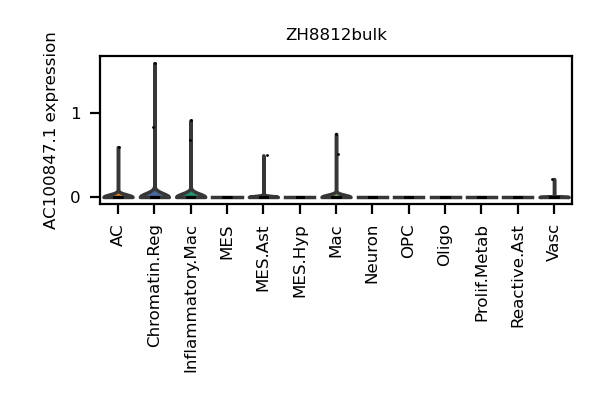 ZH8812bulk
AC100847.1 expression
1
0
AC
Chromatin.Reg
Inflammatory.Mac
MES
MES.Ast
MES.Hyp
Mac
Neuron
OPC
Oligo
Prolif.Metab
Reactive.Ast
Vasc